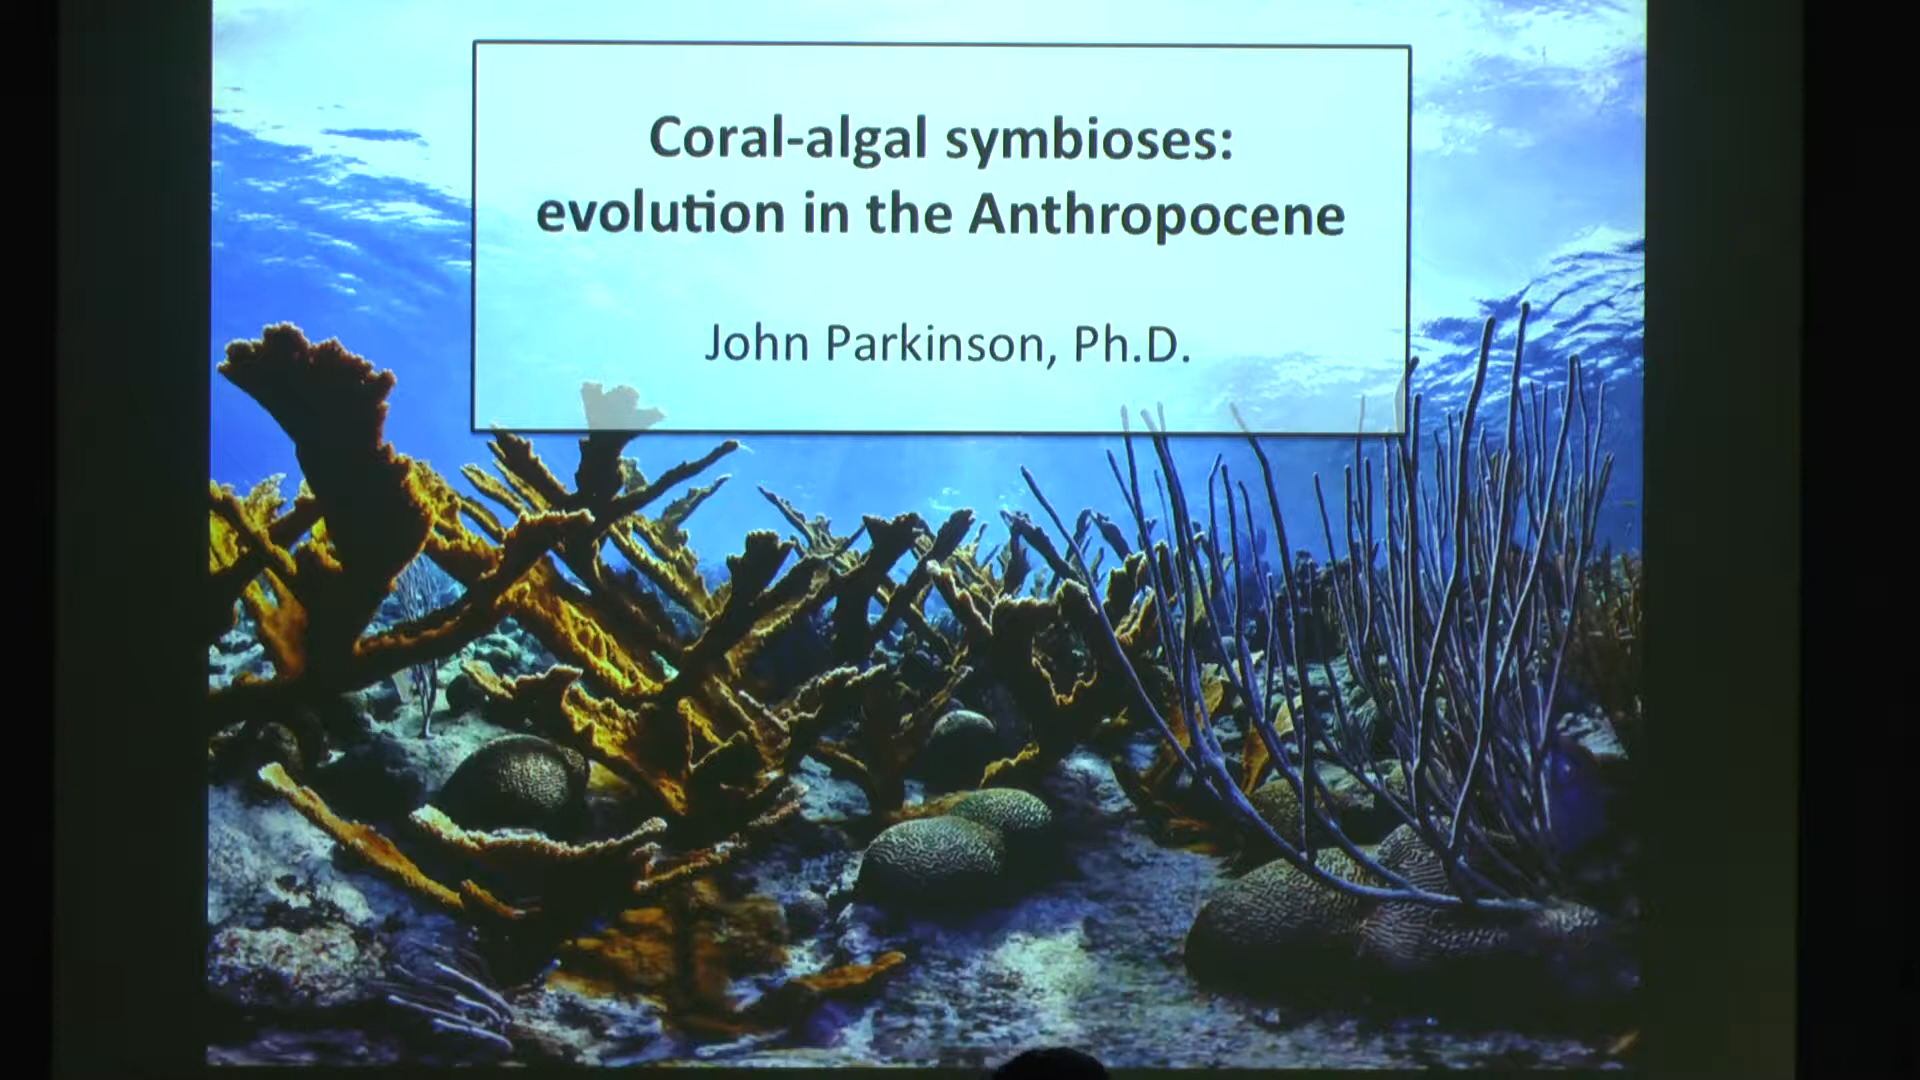 Coral-algal symbioses:
evolution in the Anthropocene
John Parkinson, Ph.D.